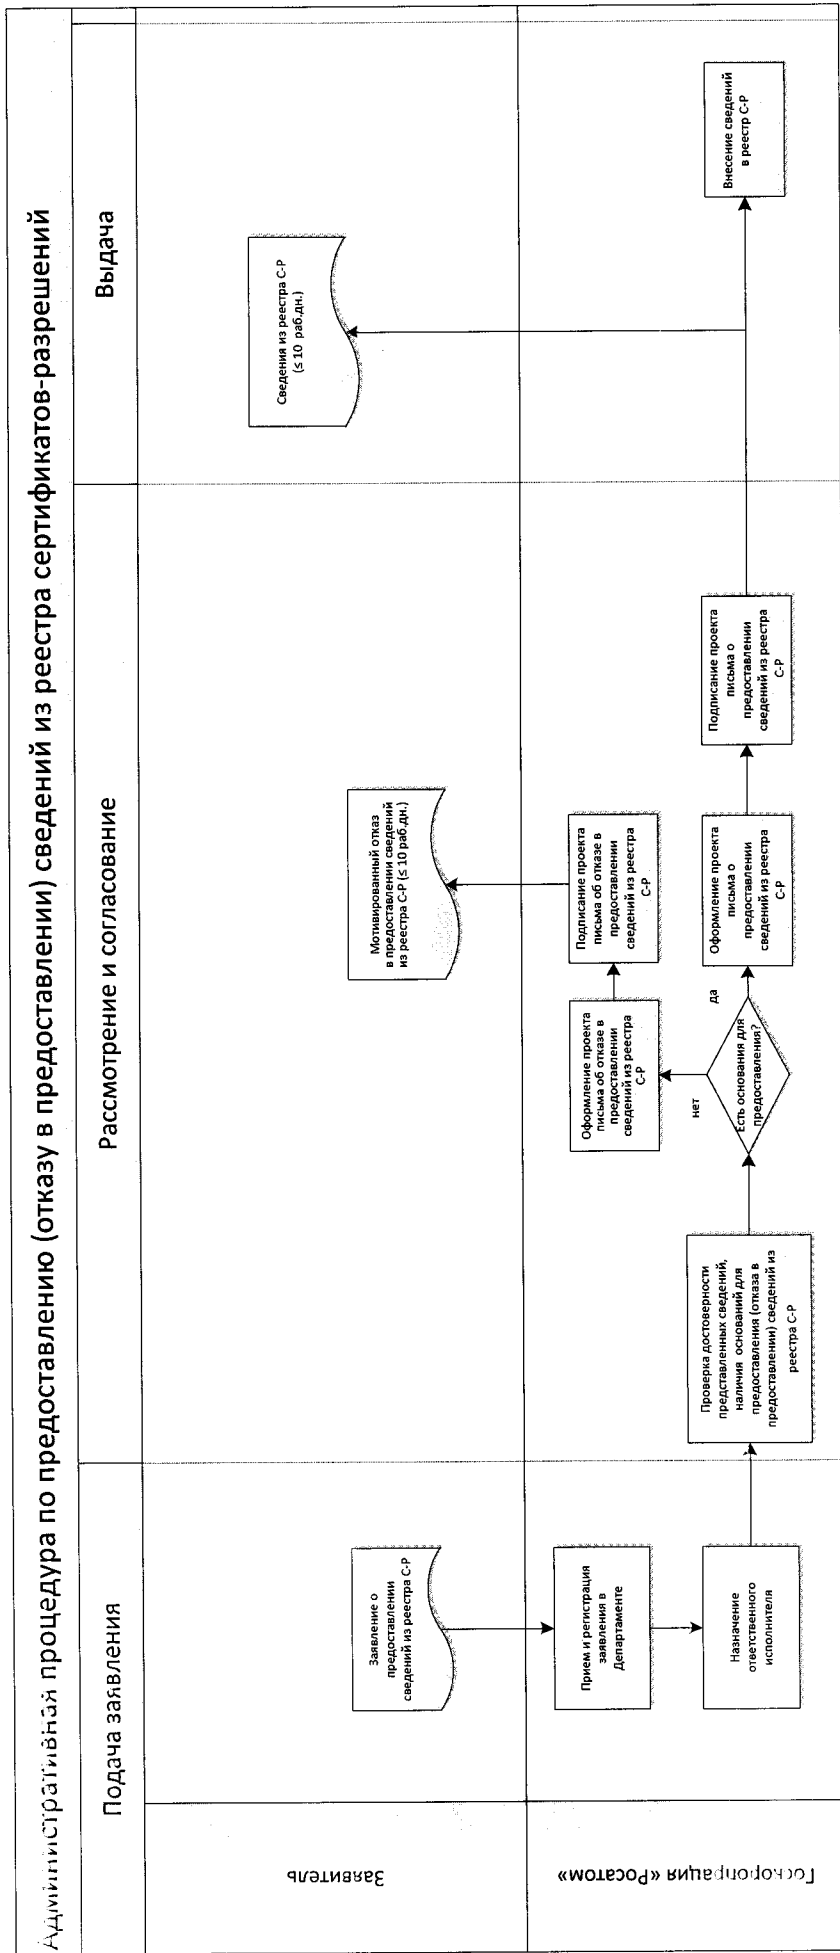 Административная процедура по предоставлению (отказу в предоставлении) сведений из реестра сертификатов-разрешений
Подача заявления
Рассмотрение и согласование
Выдача
Заявитель
Заявление о
предоставлении
сведений из реестра С-Р
Мотивированный отказ
в предоставлении сведений
из реестра С-Р (≤ 10 раб.дн.)
Сведения из реестра С-Р
(≤ 10 раб.дн.)
Госкорпорация «Росатом»
Прием и регистрация
заявления в
Департаменте
Назначение
ответственного
исполнителя
Проверка достоверности
представленных сведений,
наличия оснований для
предоставления (отказа в
предоставлении) сведений из
реестра С-Р
Есть основания для
предоставления?
нет
да
Оформление проекта
письма об отказе в
предоставлении
сведений из реестра
С-Р
Подписание проекта
письма об отказе в
предоставлении
сведений из реестра
С-Р
Оформление проекта
письма о
предоставлении
сведений из реестра
С-Р
Подписание проекта
письма о
предоставлении
сведений из реестра
С-Р
Внесение сведений
в реестр С-Р